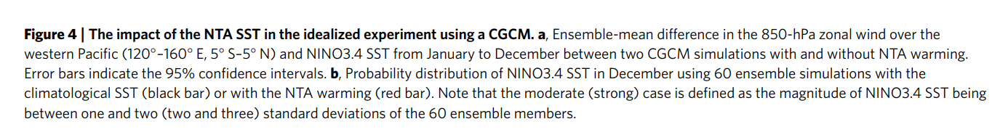 Figure 4 | The impact of the NTA SST in the idealized experiment using a CGCM. a, Ensemble-mean difference in the 850-hPa zonal wind over the
western Pacific (120°–160° E, 5° S–5° N) and NINO3.4 SST from January to December between two CGCM simulations with and without NTA warming.
Error bars indicate the 95% confidence intervals. b, Probability distribution of NINO3.4 SST in December using 60 ensemble simulations with the
climatological SST (black bar) or with the NTA warming (red bar). Note that the moderate (strong) case is defined as the magnitude of NINO3.4 SST being
between one and two (two and three) standard deviations of the 60 ensemble members.